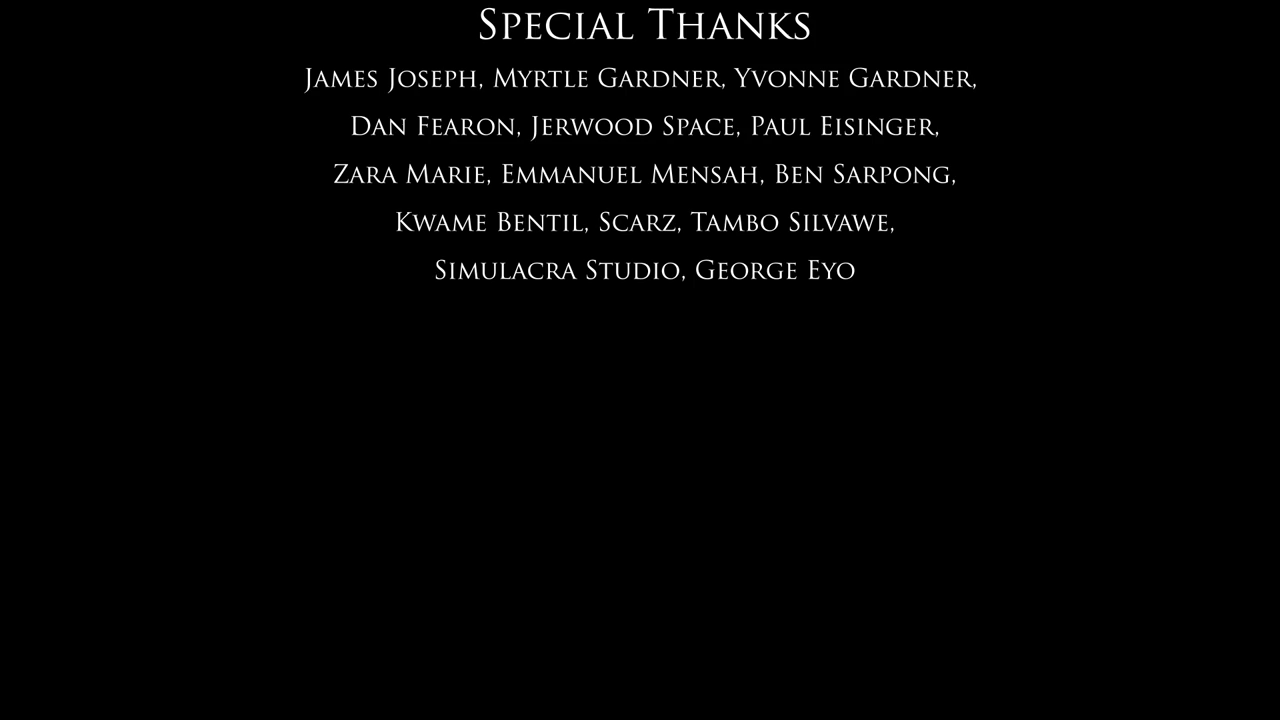 Special Thanks
James Joseph, Myrtle Gardner, Yvonne Gardner,
Dan Fearon, Jerwood Space, Paul Eisinger,
Zara Marie, Emmanuel Mensah, Ben Sarpong,
Kwame Bentil, Scarz, Tambo Silvawe,
Simulacra Studio, George Eyo